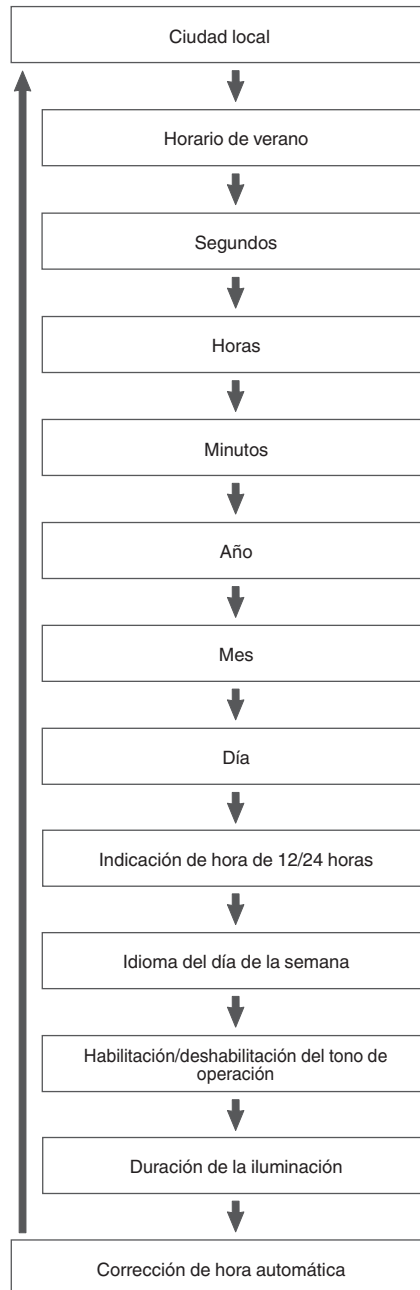 Ciudad local
Horario de verano
Segundos
Horas
Minutos
Año
Mes
Día
Indicación de hora de 12/24 horas
Idioma del día de la semana
Habilitación/deshabilitación del tono de
operación
Duración de la iluminación
Corrección de hora automática